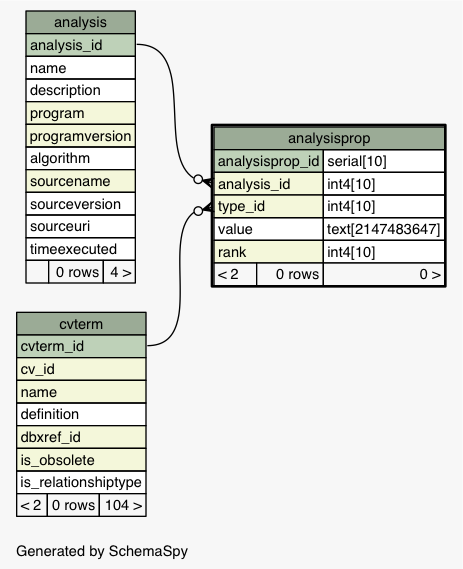 analysis
analysis_id
name
description
program
programversion
algorithm
sourcename
sourceversion
sourceuri
timeexecuted
0 rows 4 >
analysisprop
analysisprop_id serial[10]
analysis_id int4[10]
type_id int4[10]
value text[2147483647]
rank int4[10]
< 2 0 rows 0 >
cvterm
cvterm_id
cv_id
name
definition
dbxref_id
is_obsolete
is_relationshiptype
< 2 0 rows 104 >
Generated by SchemaSpy